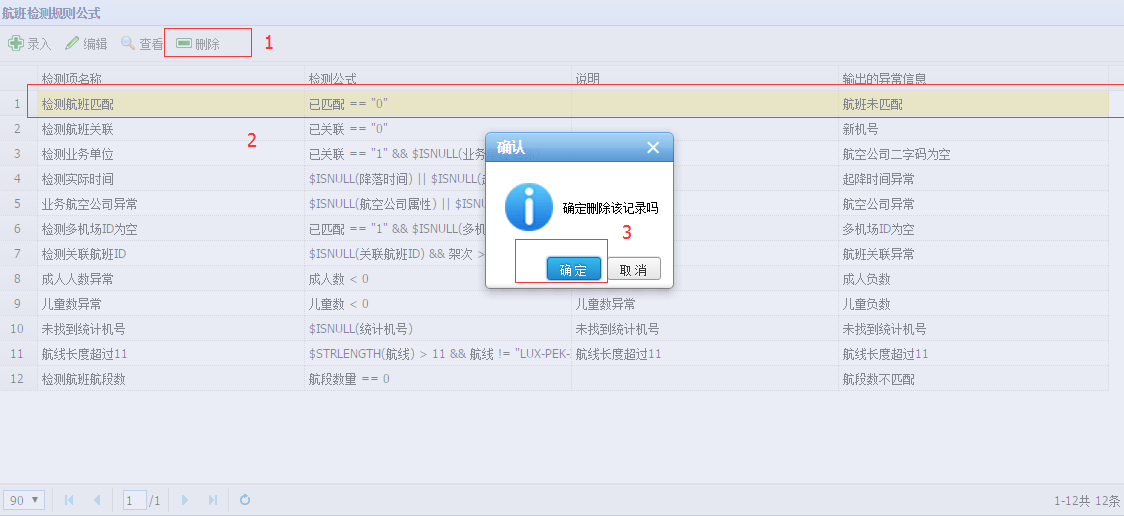 航班检测规则公式
录入 编辑 查看 删除 1
检测项名称 检测公式 说明 输出的异常信息
1 检测航班匹配 已匹配 == "0" 航班未匹配
2 检测航班关联 已关联 == "0" 新机号
2
3 检测业务单位 已关联 == "1" && $ISNULL(业务 航空公司二字码为空
4 检测实际时间 $ISNULL(降落时间) || $ISNULL( 起降时间异常
5 业务航空公司异常 $ISNULL(航空公司属性) || $ISNU 航空公司异常
6 检测多机场ID为空 已匹配 == "1" && $ISNULL(多机 多机场ID为空
7 检测关联航班ID $ISNULL(关联航班ID) && 架次 > 航班关联异常
8 成人人数异常 成人数 < 0 成人负数
9 儿童数异常 儿童数 < 0 儿童数异常 儿童负数
10 未找到统计机号 $ISNULL(统计机号) 未找到统计机号 未找到统计机号
11 航线长度超过11 $STRLENGTH(航线) > 11 && 航线 != "LUX-PEK- 航线长度超过11 航线长度超过11
12 检测航班航段数 航段数量 == 0 航段数不匹配
确认
确定删除该记录吗
3
确定 取消
90 1 /1 1-12共 12条